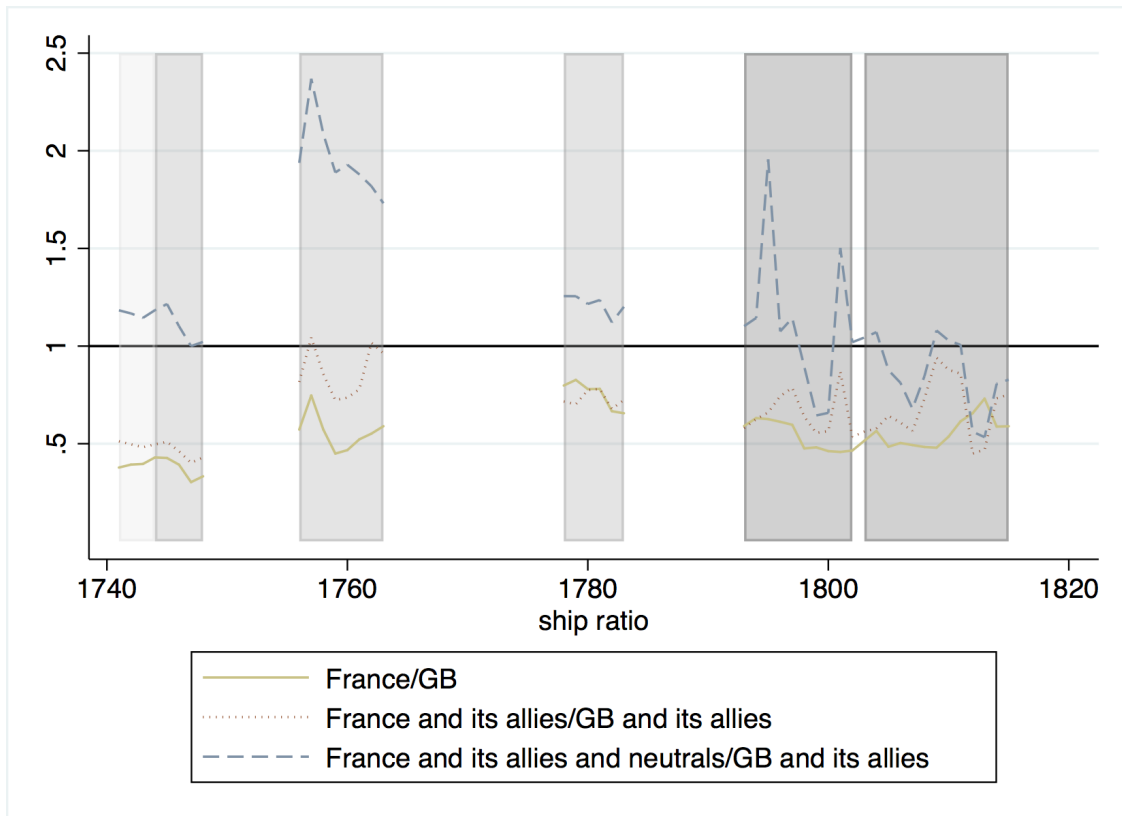 2.5
2
1.5
1
.5
1740 1760 1780 1800 1820
ship ratio
France/GB
France and its allies/GB and its allies
France and its allies and neutrals/GB and its allies